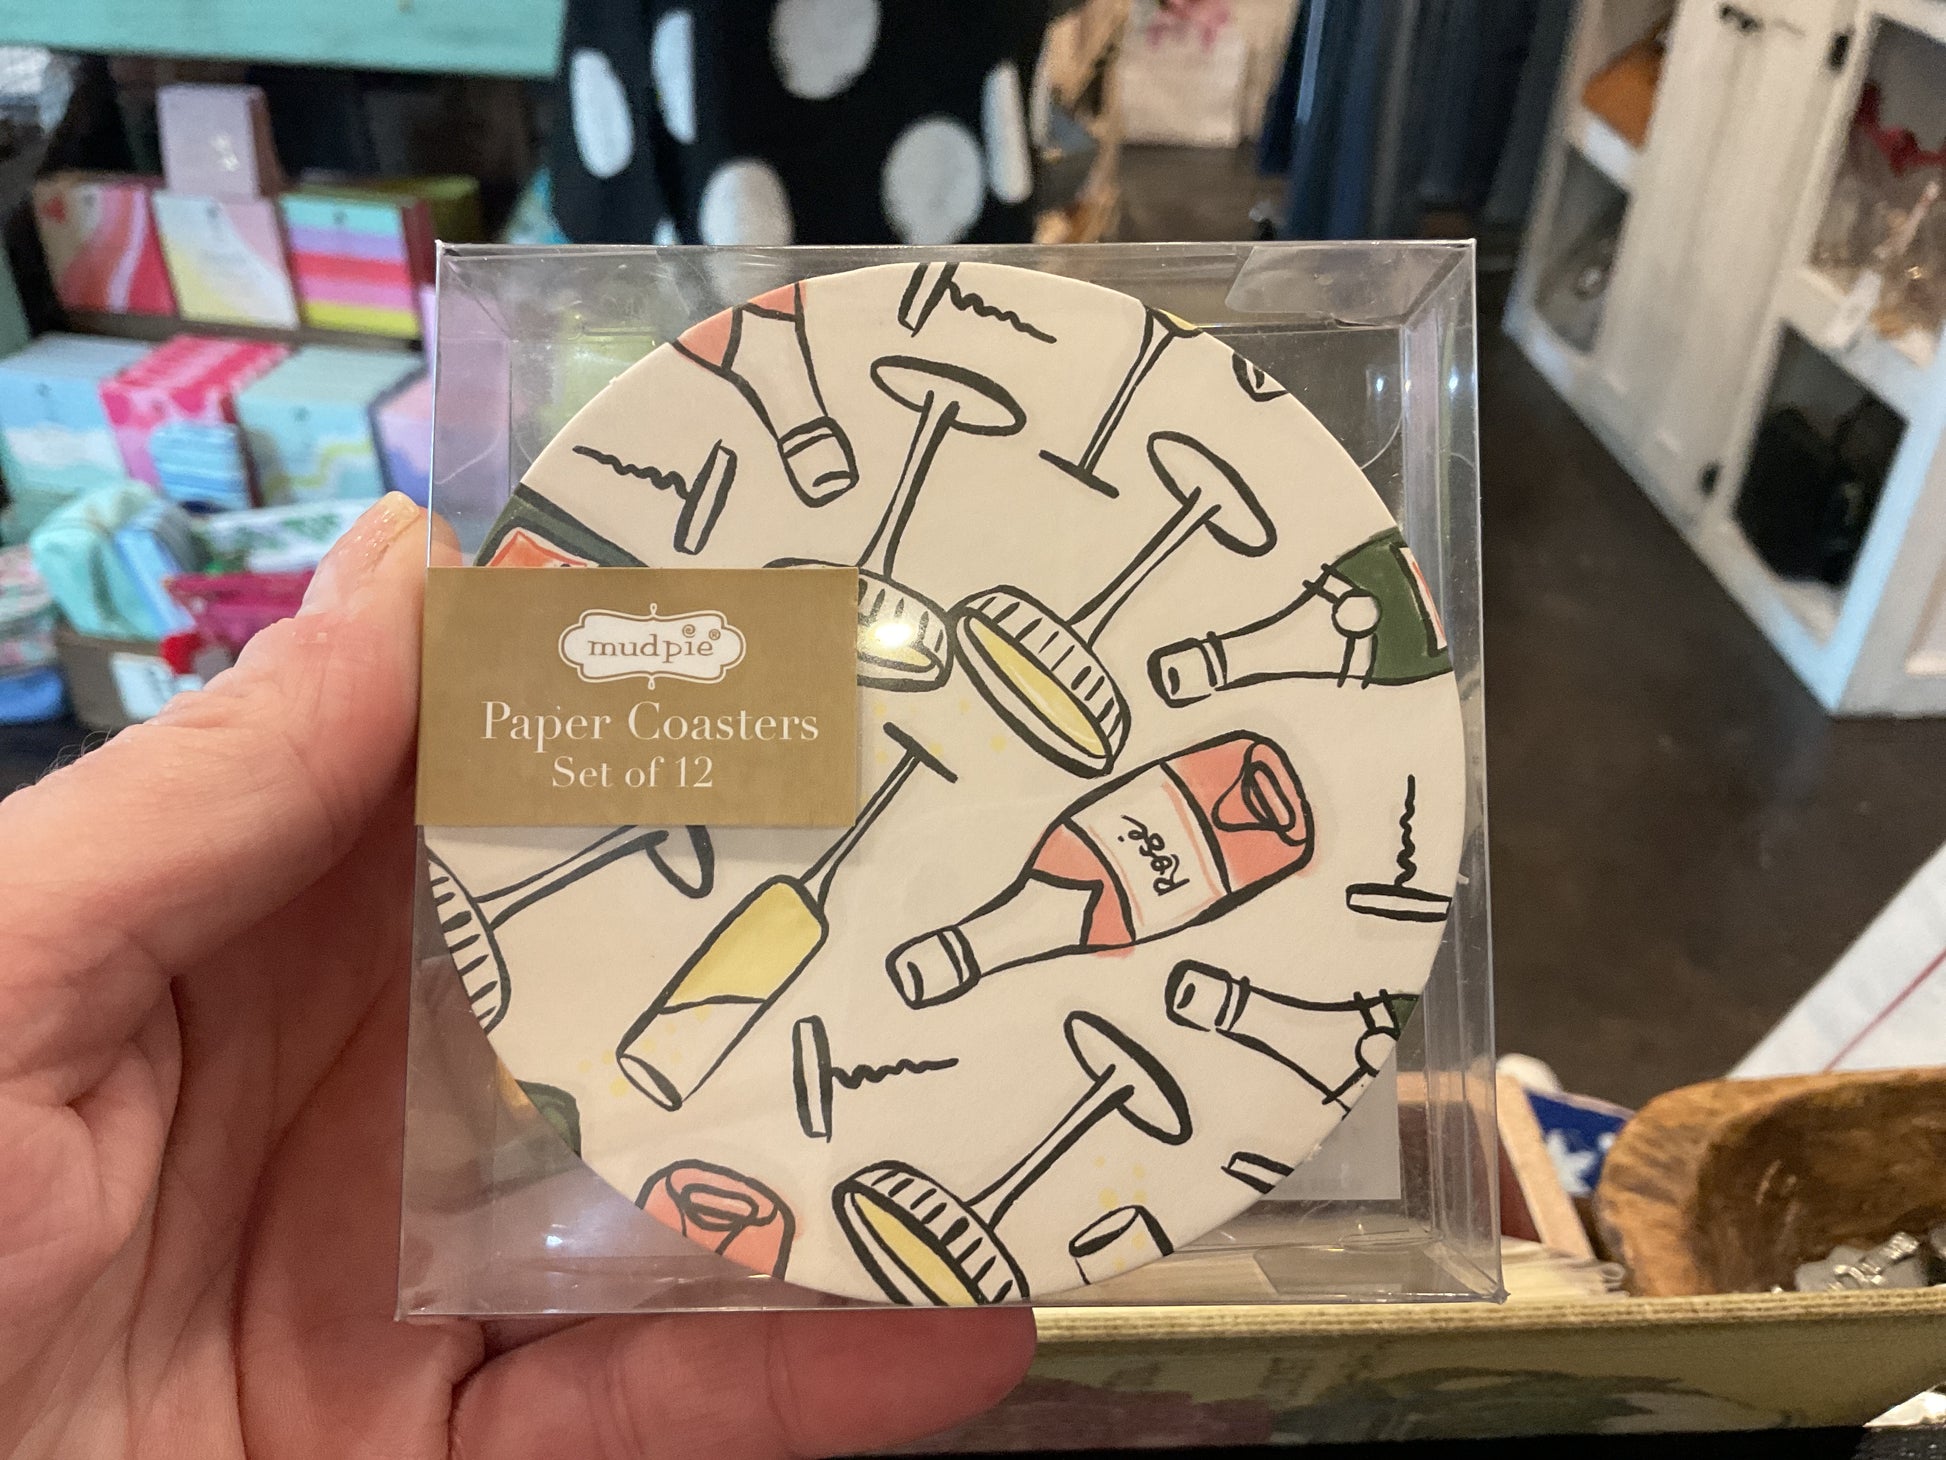 mudpie®
Paper Coasters
Set of 12
Rosé